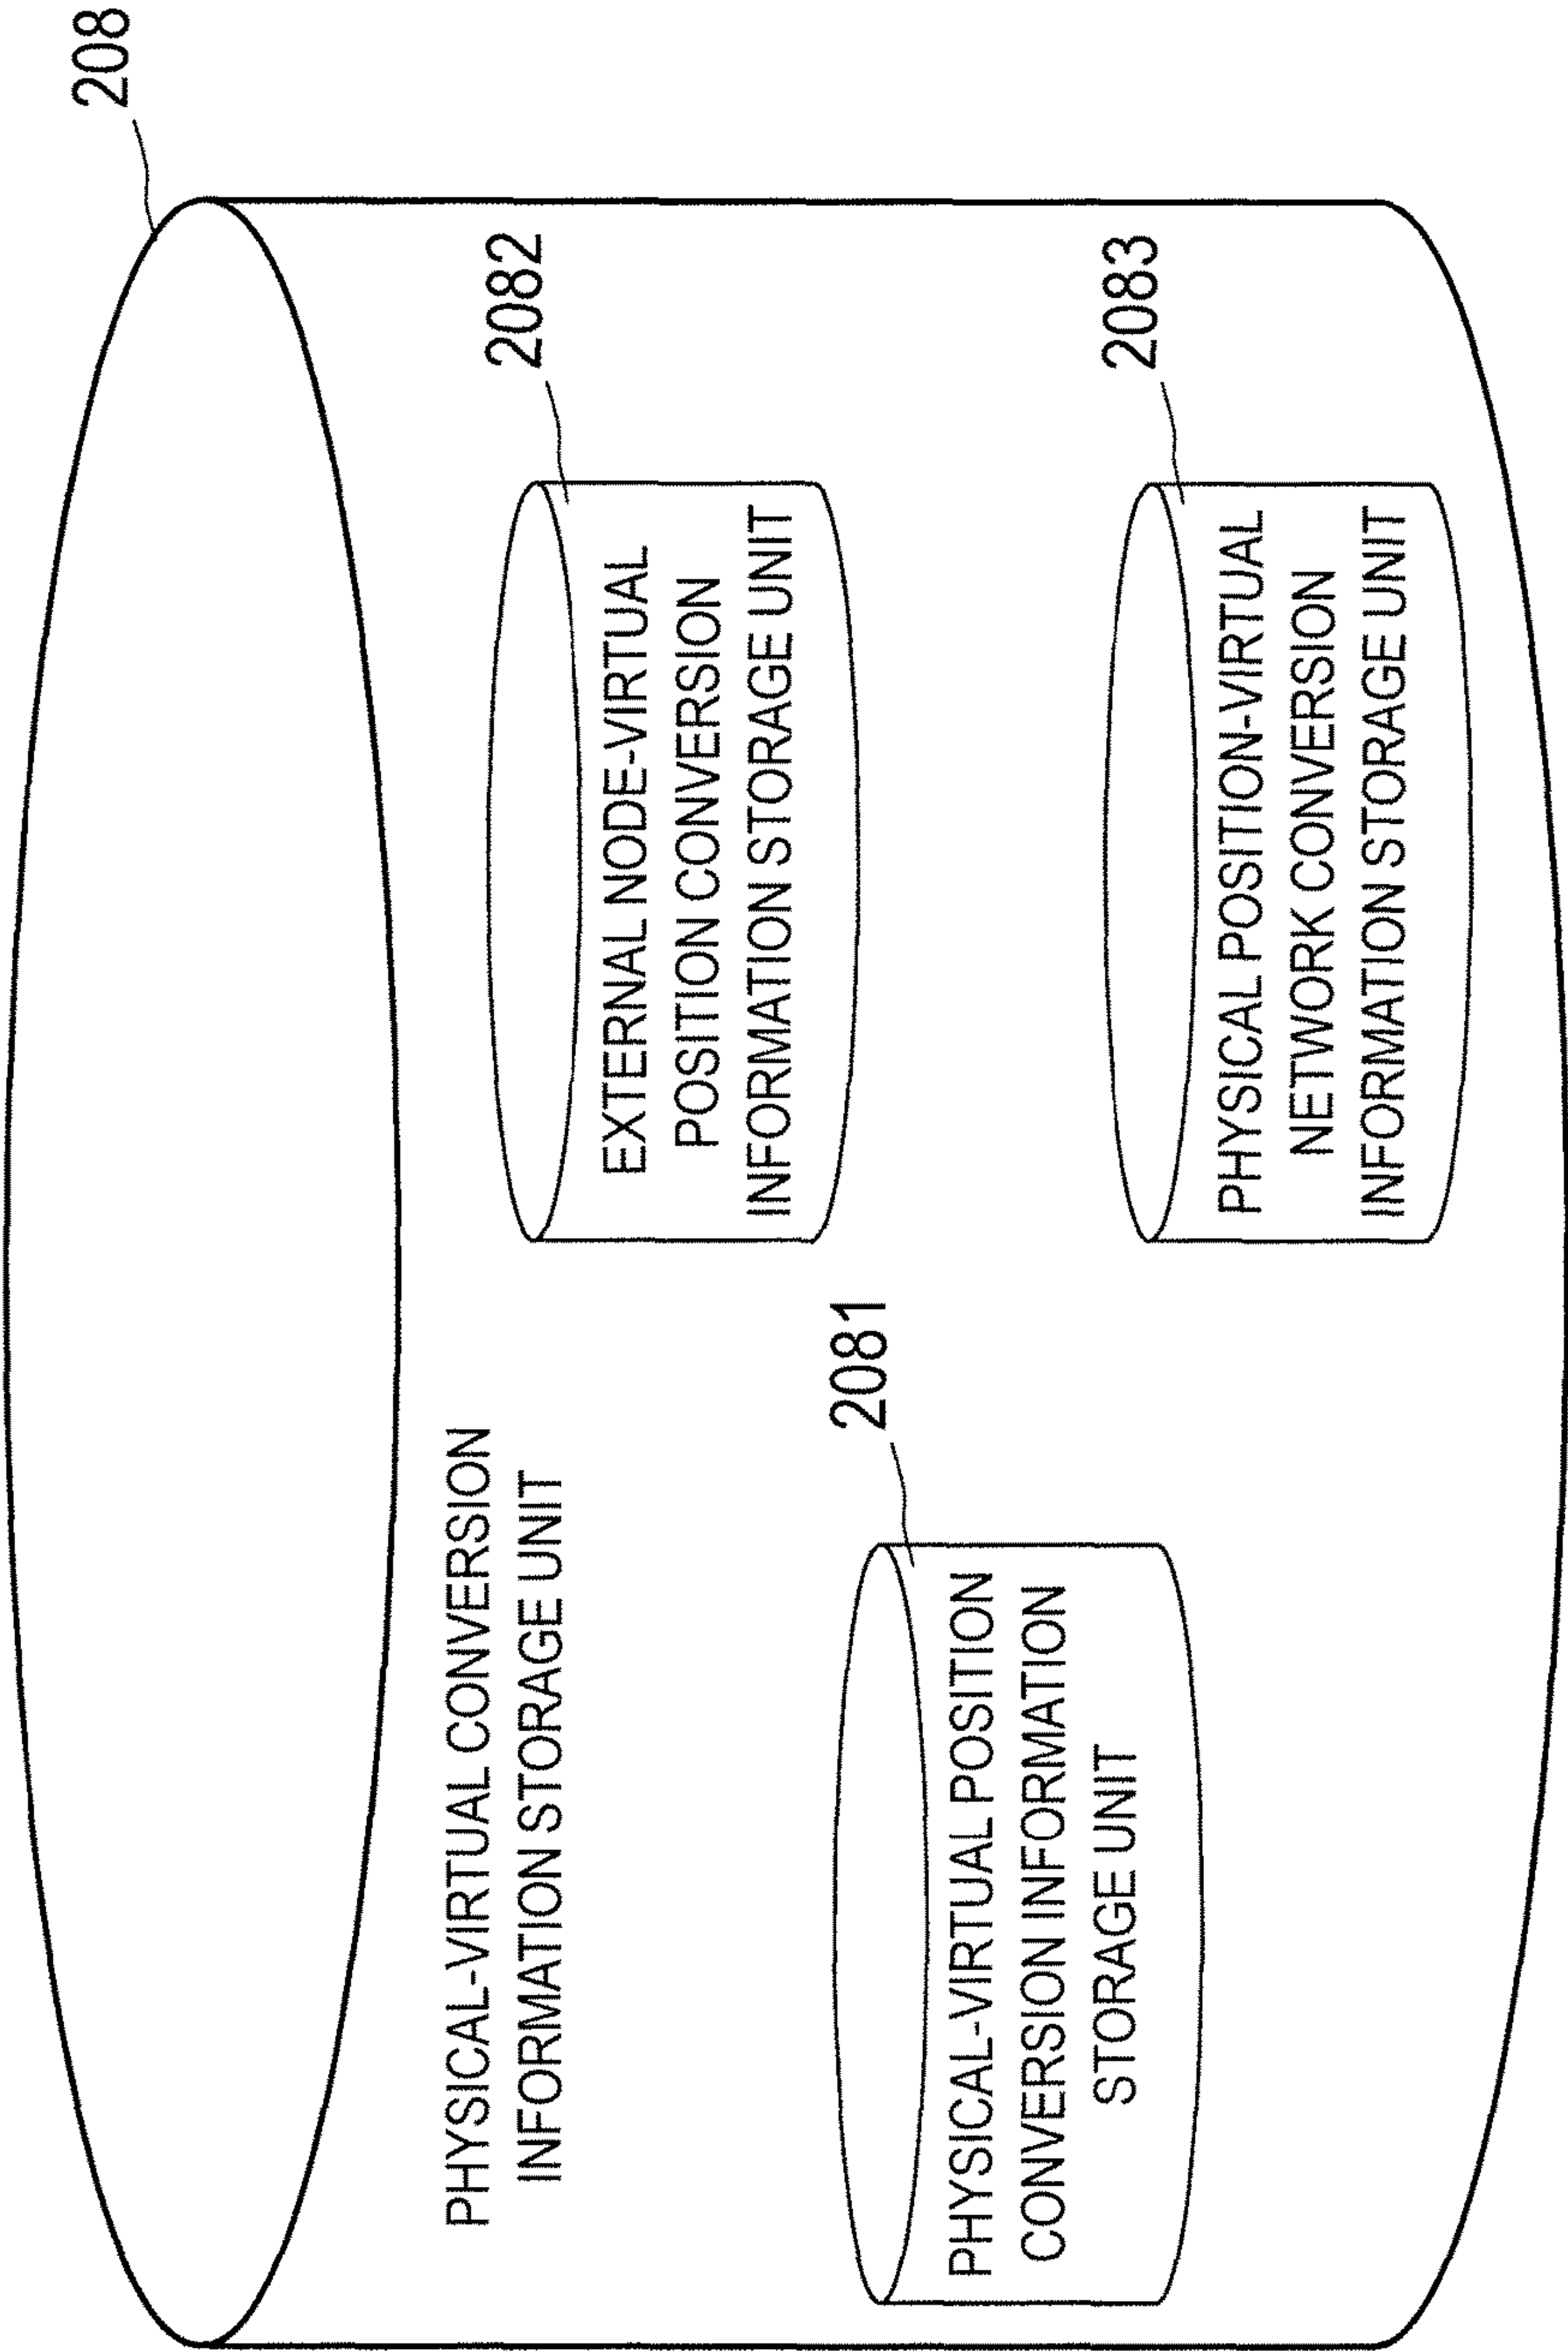 208
PHYSICAL-VIRTUAL CONVERSION
INFORMATION STORAGE UNIT
2082
EXTERNAL NODE-VIRTUAL
POSITION CONVERSION
INFORMATION STORAGE UNIT
2081
PHYSICAL-VIRTUAL POSITION
CONVERSION INFORMATION
STORAGE UNIT
2083
PHYSICAL POSITION-VIRTUAL
NETWORK CONVERSION
INFORMATION STORAGE UNIT